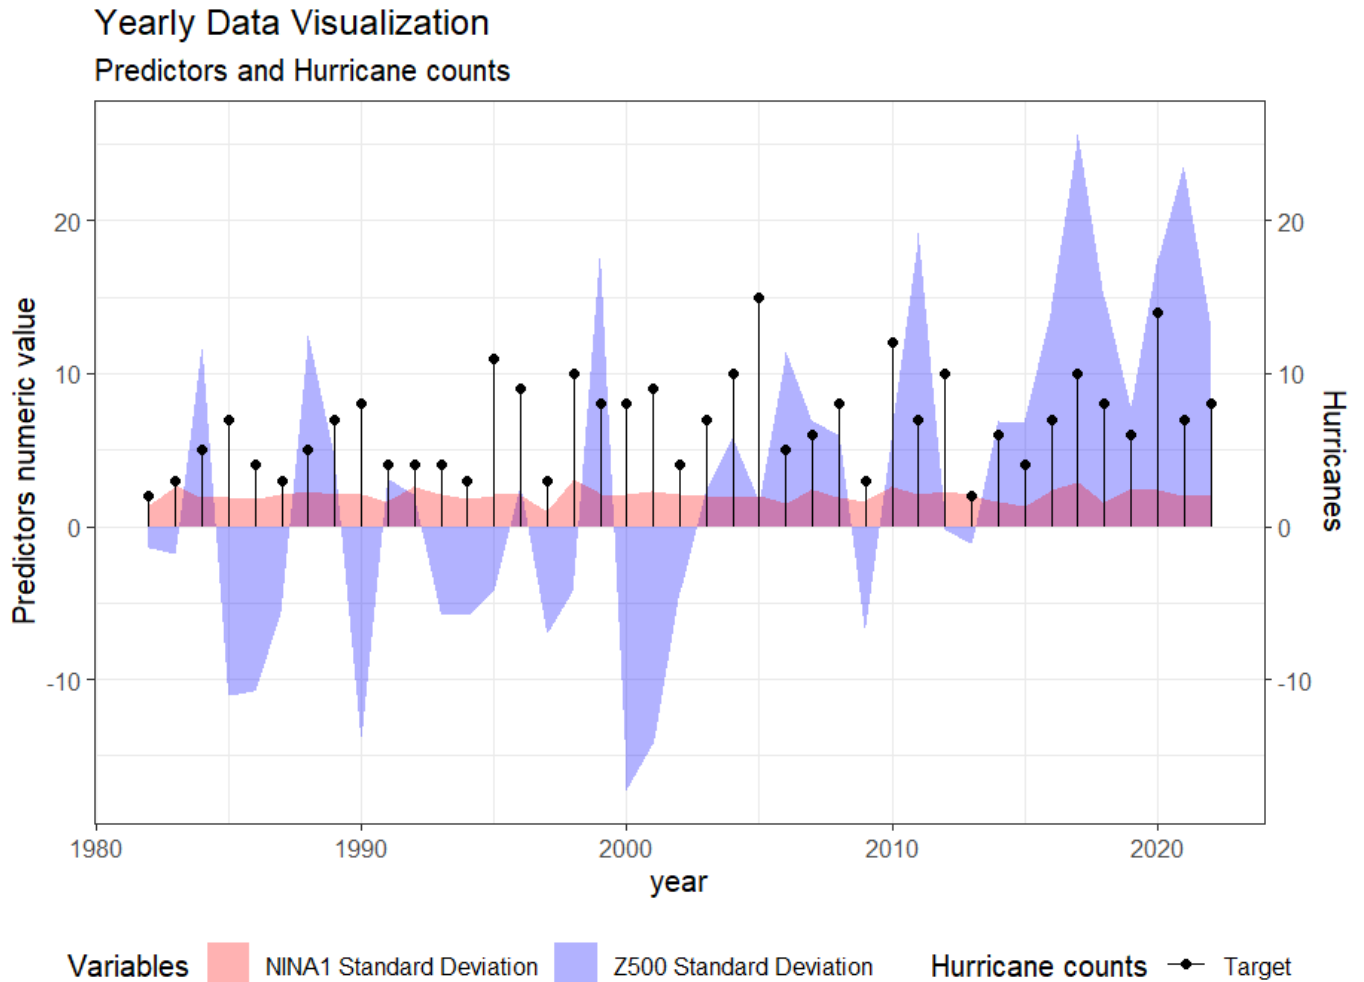 Yearly Data Visualization
Predictors and Hurricane counts
Predictors numeric value
20
10
0
-10
20
10
0
-10
Hurricanes
1980 1990 2000 2010 2020
year
Variables NINA1 Standard Deviation Z500 Standard Deviation Hurricane counts Target